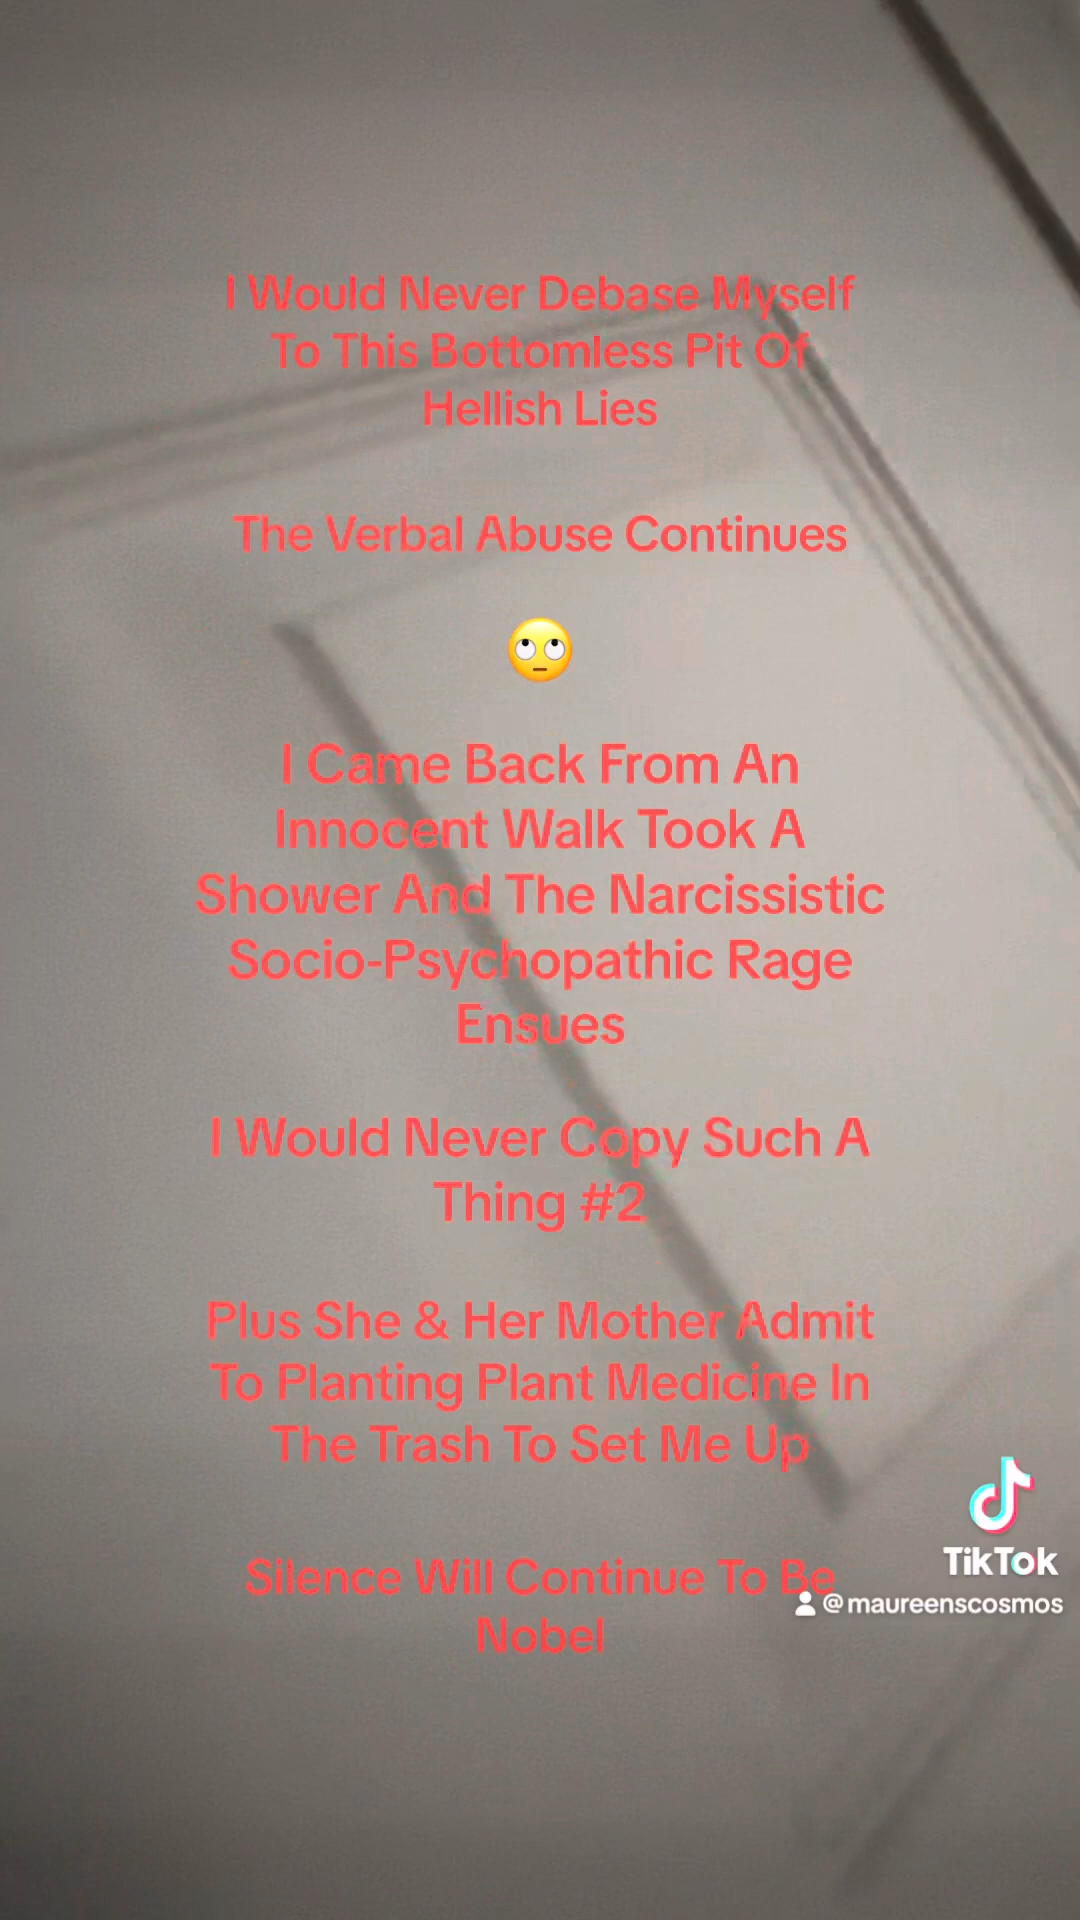 I Would Never Debase Myself
To This Bottomless Pit Of
Hellish Lies
The Verbal Abuse Continues
🙄
I Came Back From An
Innocent Walk Took A
Shower And The Narcissistic
Socio-Psychopathic Rage
Ensues
I Would Never Copy Such A
Thing #2
Plus She & Her Mother Admit
To Planting Plant Medicine In
The Trash To Set Me Up
Silence Will Continue To Be
Nobel
TikTok
@maureenscosmos